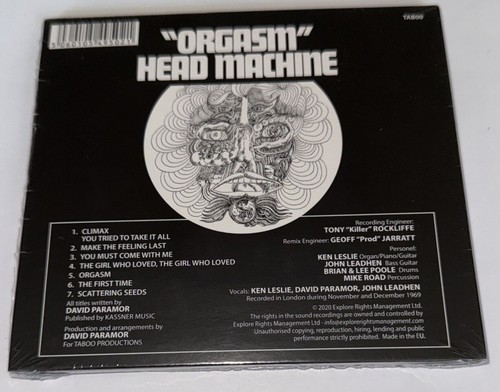 TABOO
"ORGASM"
HEAD MACHINE
1. CLIMAX
YOU TRIED TO TAKE IT ALL
2. MAKE THE FEELING LAST
3. YOU MUST COME WITH ME
4. THE GIRL WHO LOVED, THE GIRL WHO LOVED
5. ORGASM
6. THE FIRST TIME
7. SCATTERING SEEDS
All titles written by
DAVID PARAMOR
Published by KASSNER MUSIC
Production and arrangements by
DAVID PARAMOR
For TABOO PRODUCTIONS
Recording Engineer:
TONY "Killer" ROCKLIFFE
Remix Engineer: GEOFF "Prod" JARRATT
Personel:
KEN LESLIE Organ/Piano/Guitar
JOHN LEADHEN Bass Guitar
BRIAN & LEE POOLE Drums
MIKE ROAD Percussion
Vocals: KEN LESLIE, DAVID PARAMOR, JOHN LEADHEN
Recorded in London during November and December 1969
℗ © 2020 Explore Rights Management Ltd.
The rights in the sound recordings are owned and controlled by
Explore Rights Management Ltd - info@explorerightsmanagement.com
Unauthorised copying, reproduction, hiring, lending and public
performance strictly prohibited. Made in the EU.